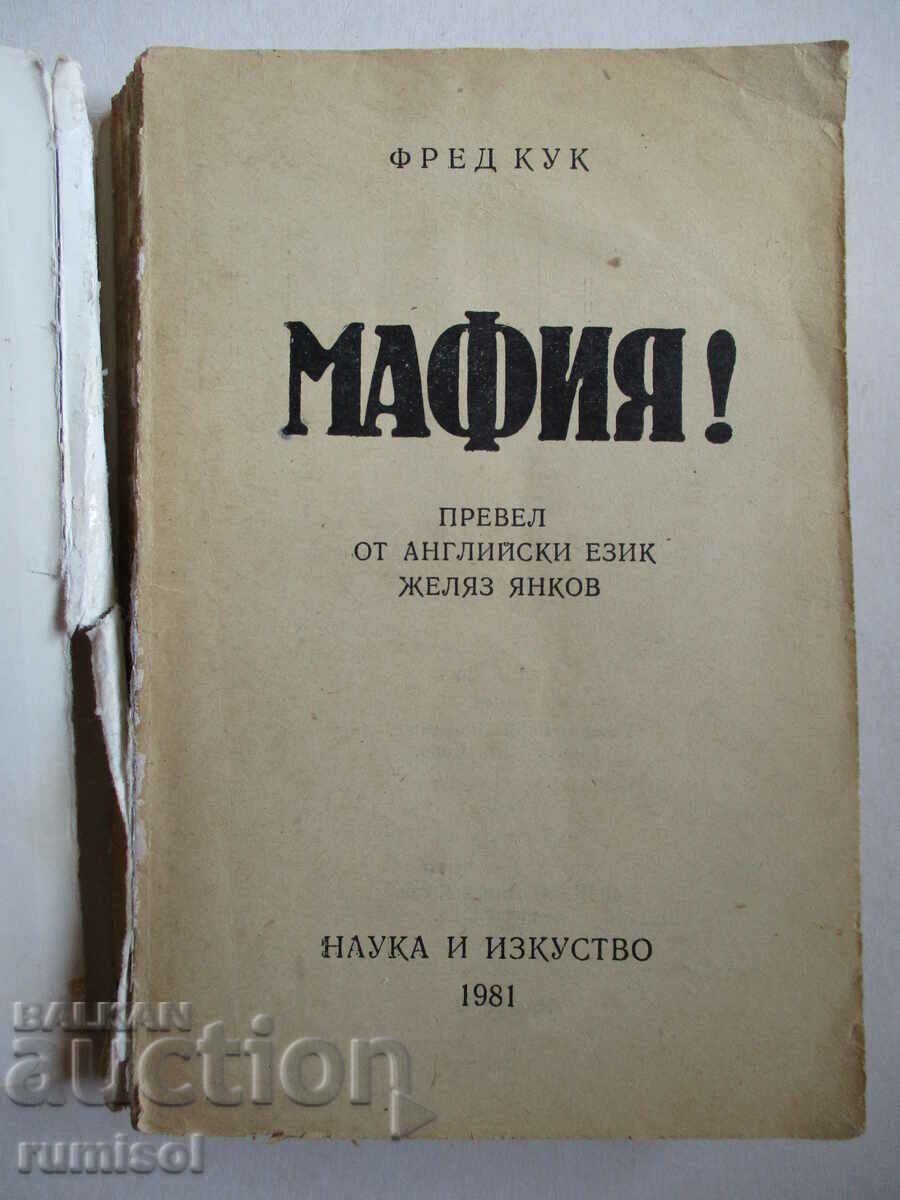 ФРЕД КУК
МАФИЯ!
ПРЕВЕЛ
ОТ АНГЛИЙСКИ ЕЗИК
ЖЕЛЯЗ ЯНКОВ
НАУКА И ИЗКУСТВО
1981
BALKAN
auction
rumisol